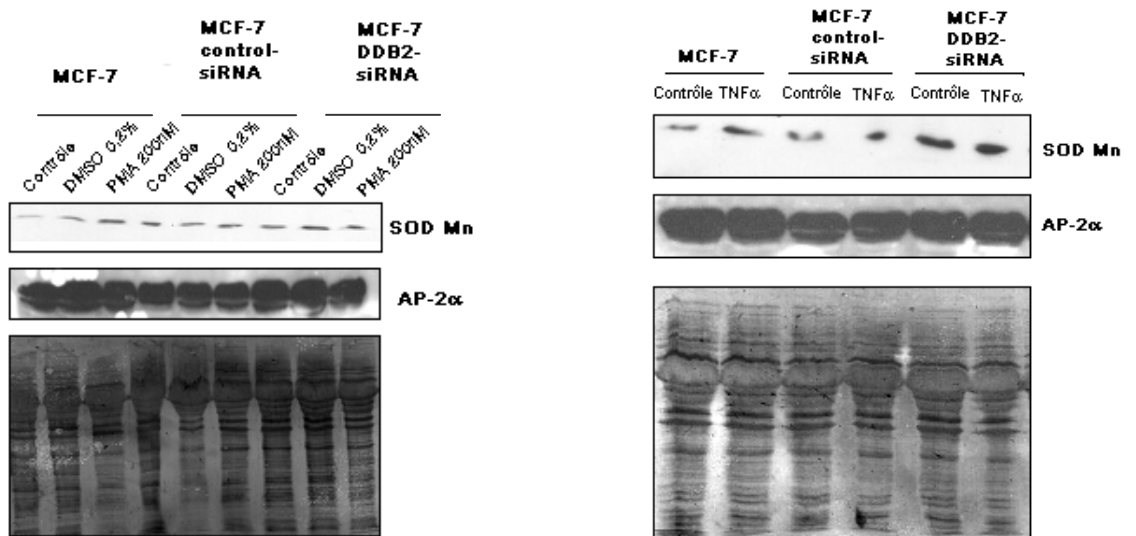 MCF-7
MCF-7
control-
siRNA
MCF-7
DDB2-
siRNA
Contrôle
DMSO 0,2%
PMA 200nM
Contrôle
DMSO 0,2%
PMA 200nM
Contrôle
DMSO 0,2%
PMA 200nM
SOD Mn
AP-2α
MCF-7
MCF-7
control-
siRNA
MCF-7
DDB2-
siRNA
Contrôle TNFα Contrôle TNFα Contrôle TNFα
SOD Mn
AP-2α